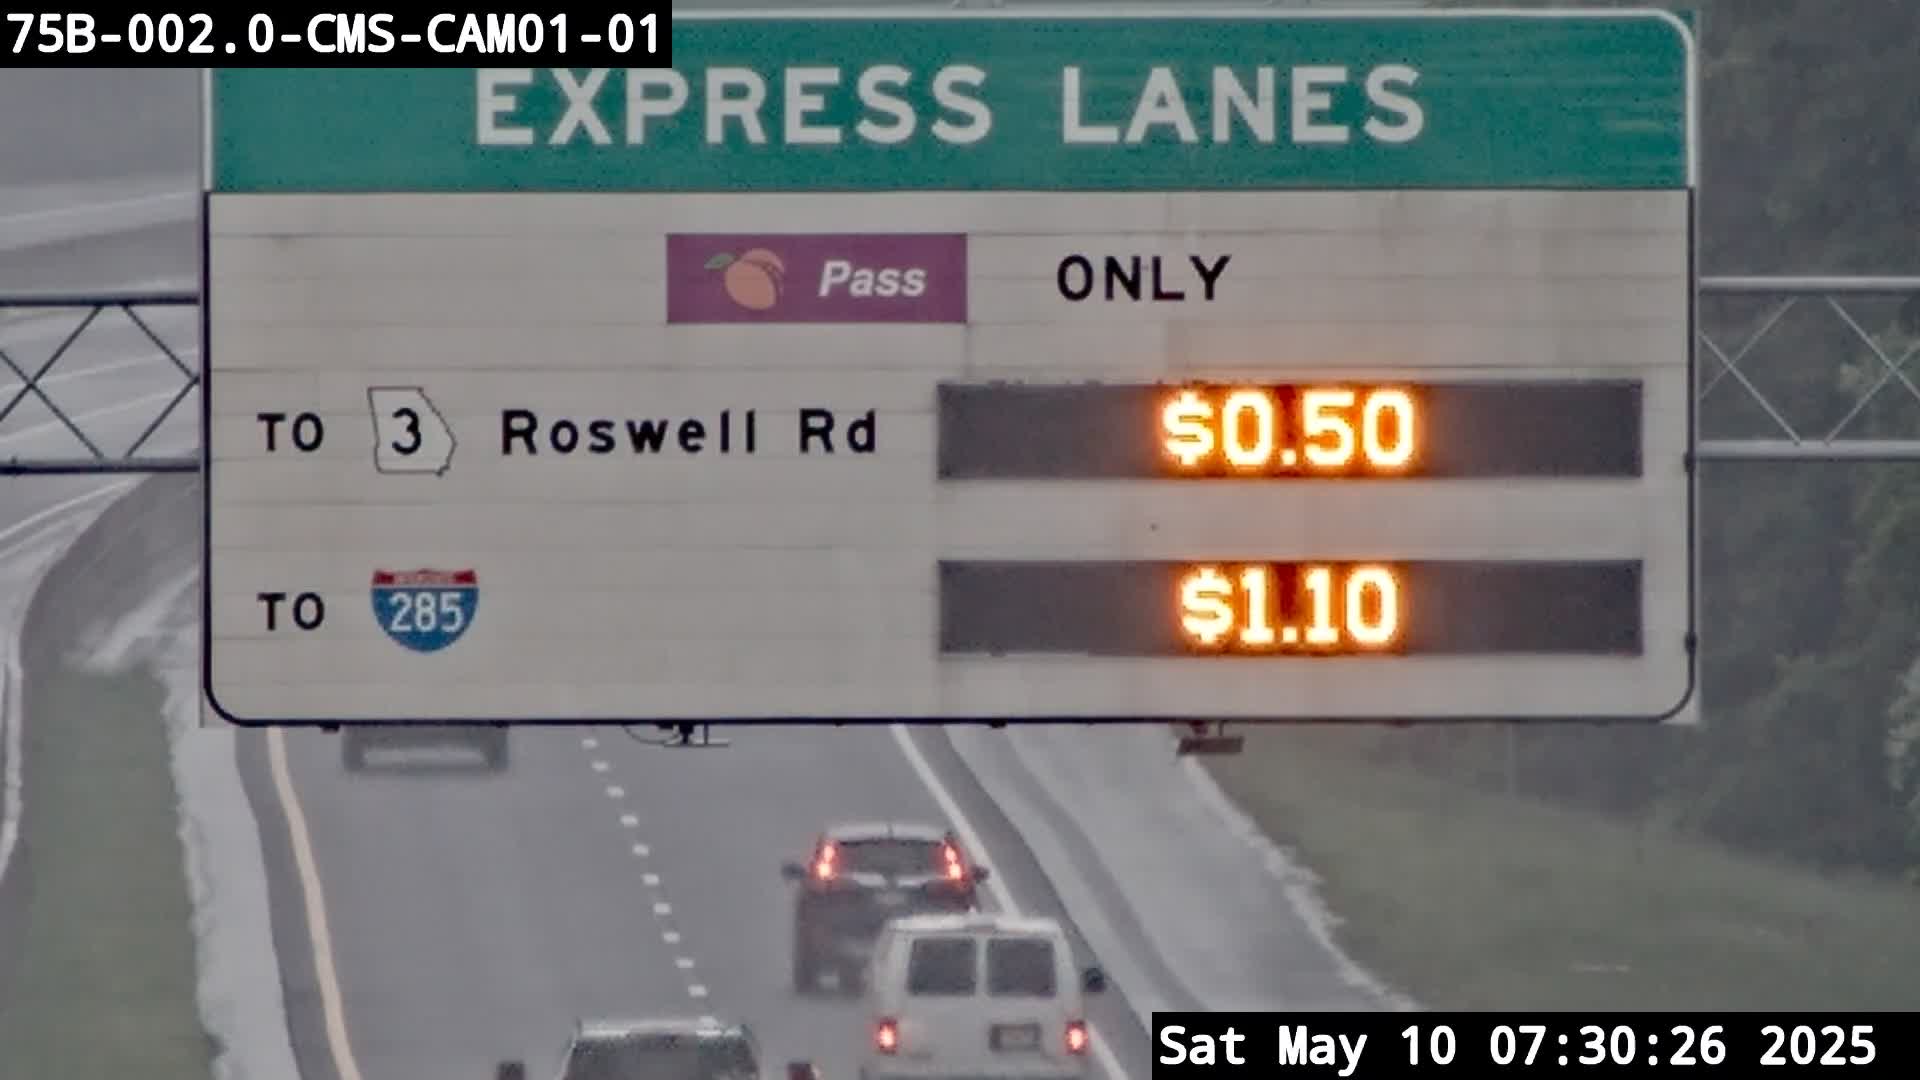 75B-002.0-CMS-CAM01-01
EXPRESS LANES
Pass ONLY
TO 3 Roswell Rd $0.50
TO 285 $1.10
Sat May 10 07:30:26 2025